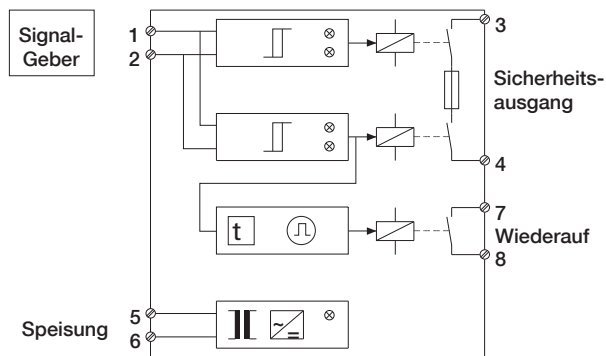 Signal-
Geber
1
2
3
Sicherheits-
ausgang
4
t
7
Wiederauf
8
5
Speisung
6